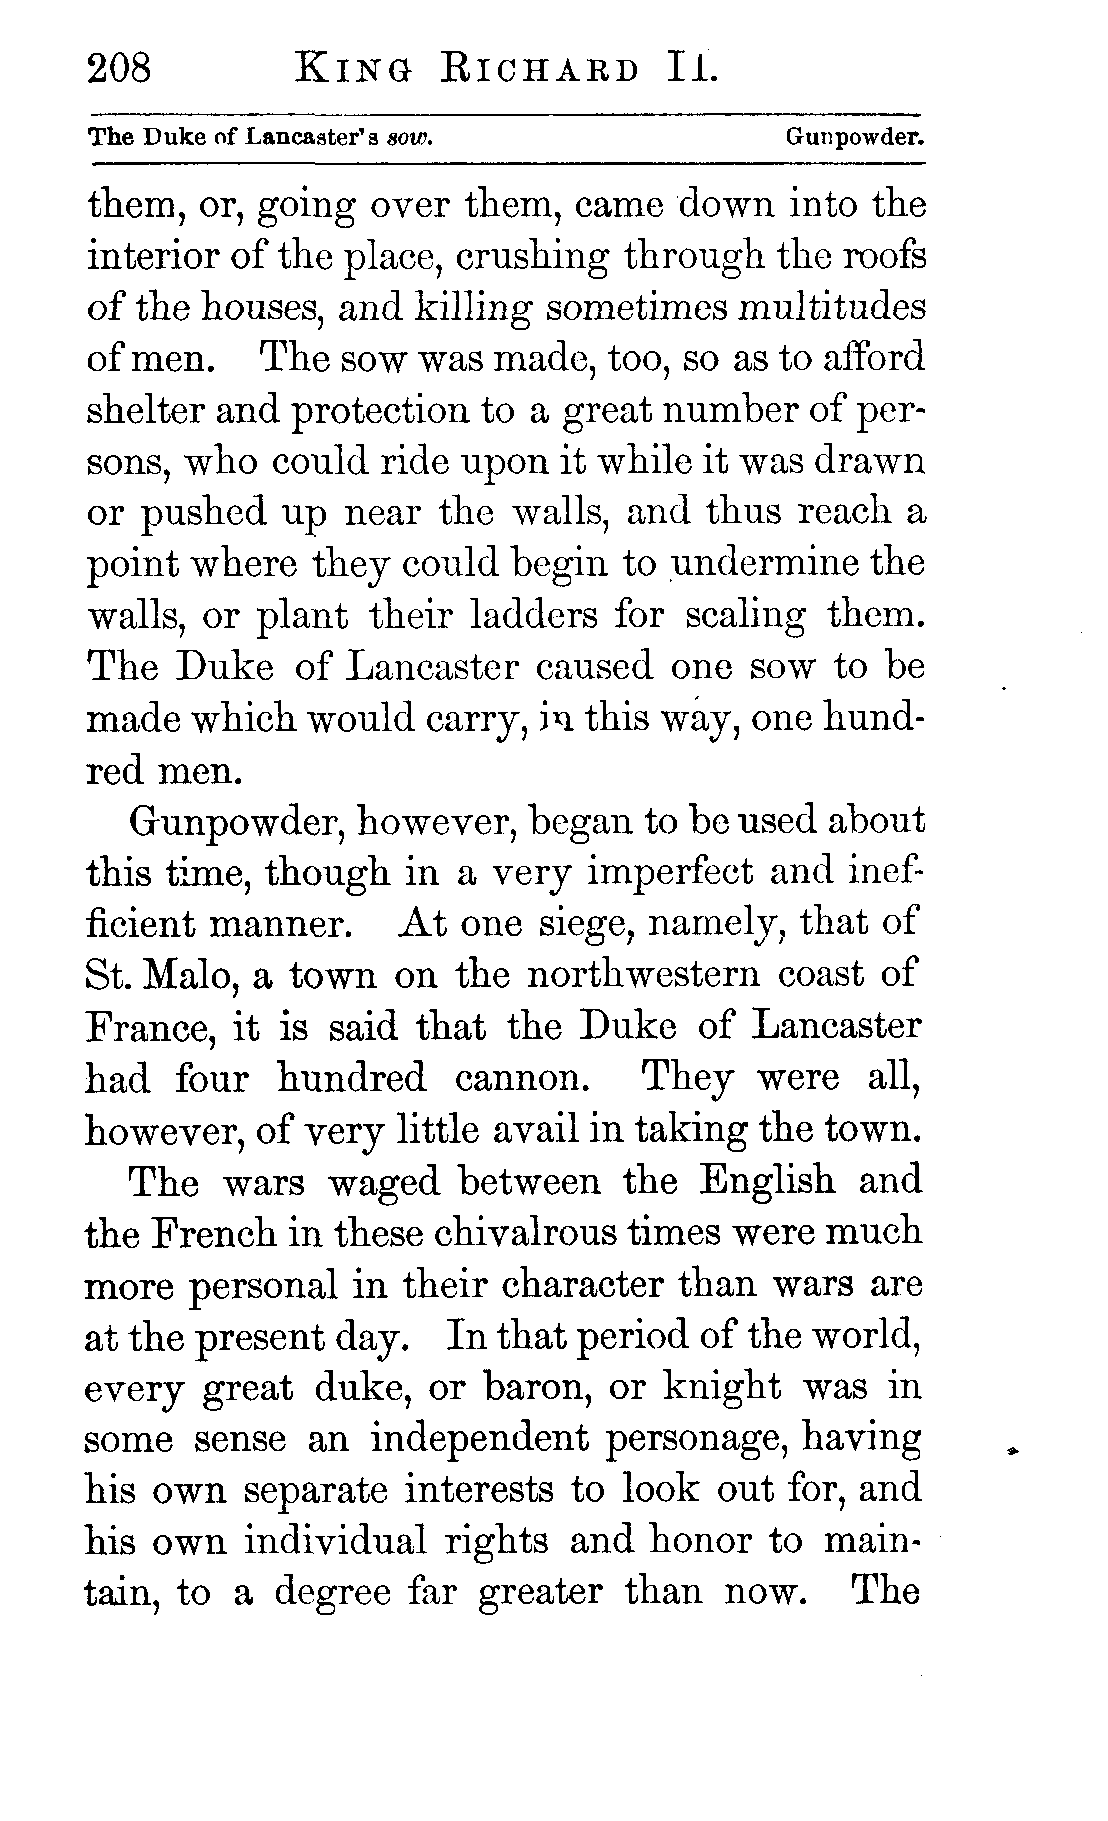 208 King Richard II.
The Duke of Lancaster's sow. Gunpowder.
them, or, going over them, came down into the
interior of the place, crushing through the roofs
of the houses, and killing sometimes multitudes
of men. The sow was made, too, so as to afford
shelter and protection to a great number of per-
sons, who could ride upon it while it was drawn
or pushed up near the walls, and thus reach a
point where they could begin to undermine the
walls, or plant their ladders for scaling them.
The Duke of Lancaster caused one sow to be
made which would carry, in this way, one hund-
red men.
Gunpowder, however, began to be used about
this time, though in a very imperfect and inef-
ficient manner. At one siege, namely, that of
St. Malo, a town on the northwestern coast of
France, it is said that the Duke of Lancaster
had four hundred cannon. They were all,
however, of very little avail in taking the town.
The wars waged between the English and
the French in these chivalrous times were much
more personal in their character than wars are
at the present day. In that period of the world,
every great duke, or baron, or knight was in
some sense an independent personage, having
his own separate interests to look out for, and
his own individual rights and honor to main-
tain, to a degree far greater than now. The